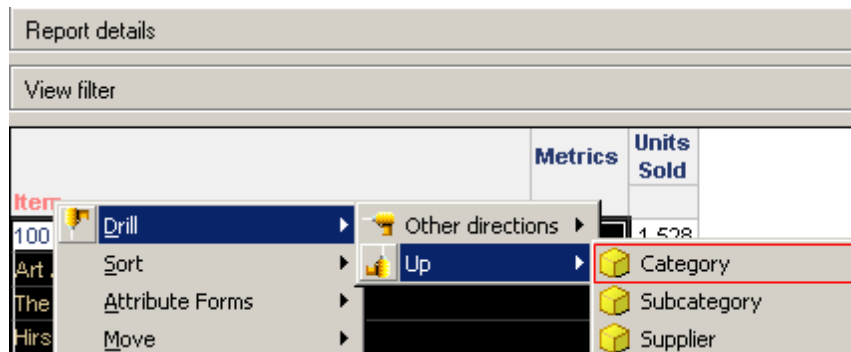 Report details
View filter
Metrics Units Sold
Item
100 1,528
Drill Other directions
Art Sort Up Category
The Attribute Forms Subcategory
Hirs Move Supplier